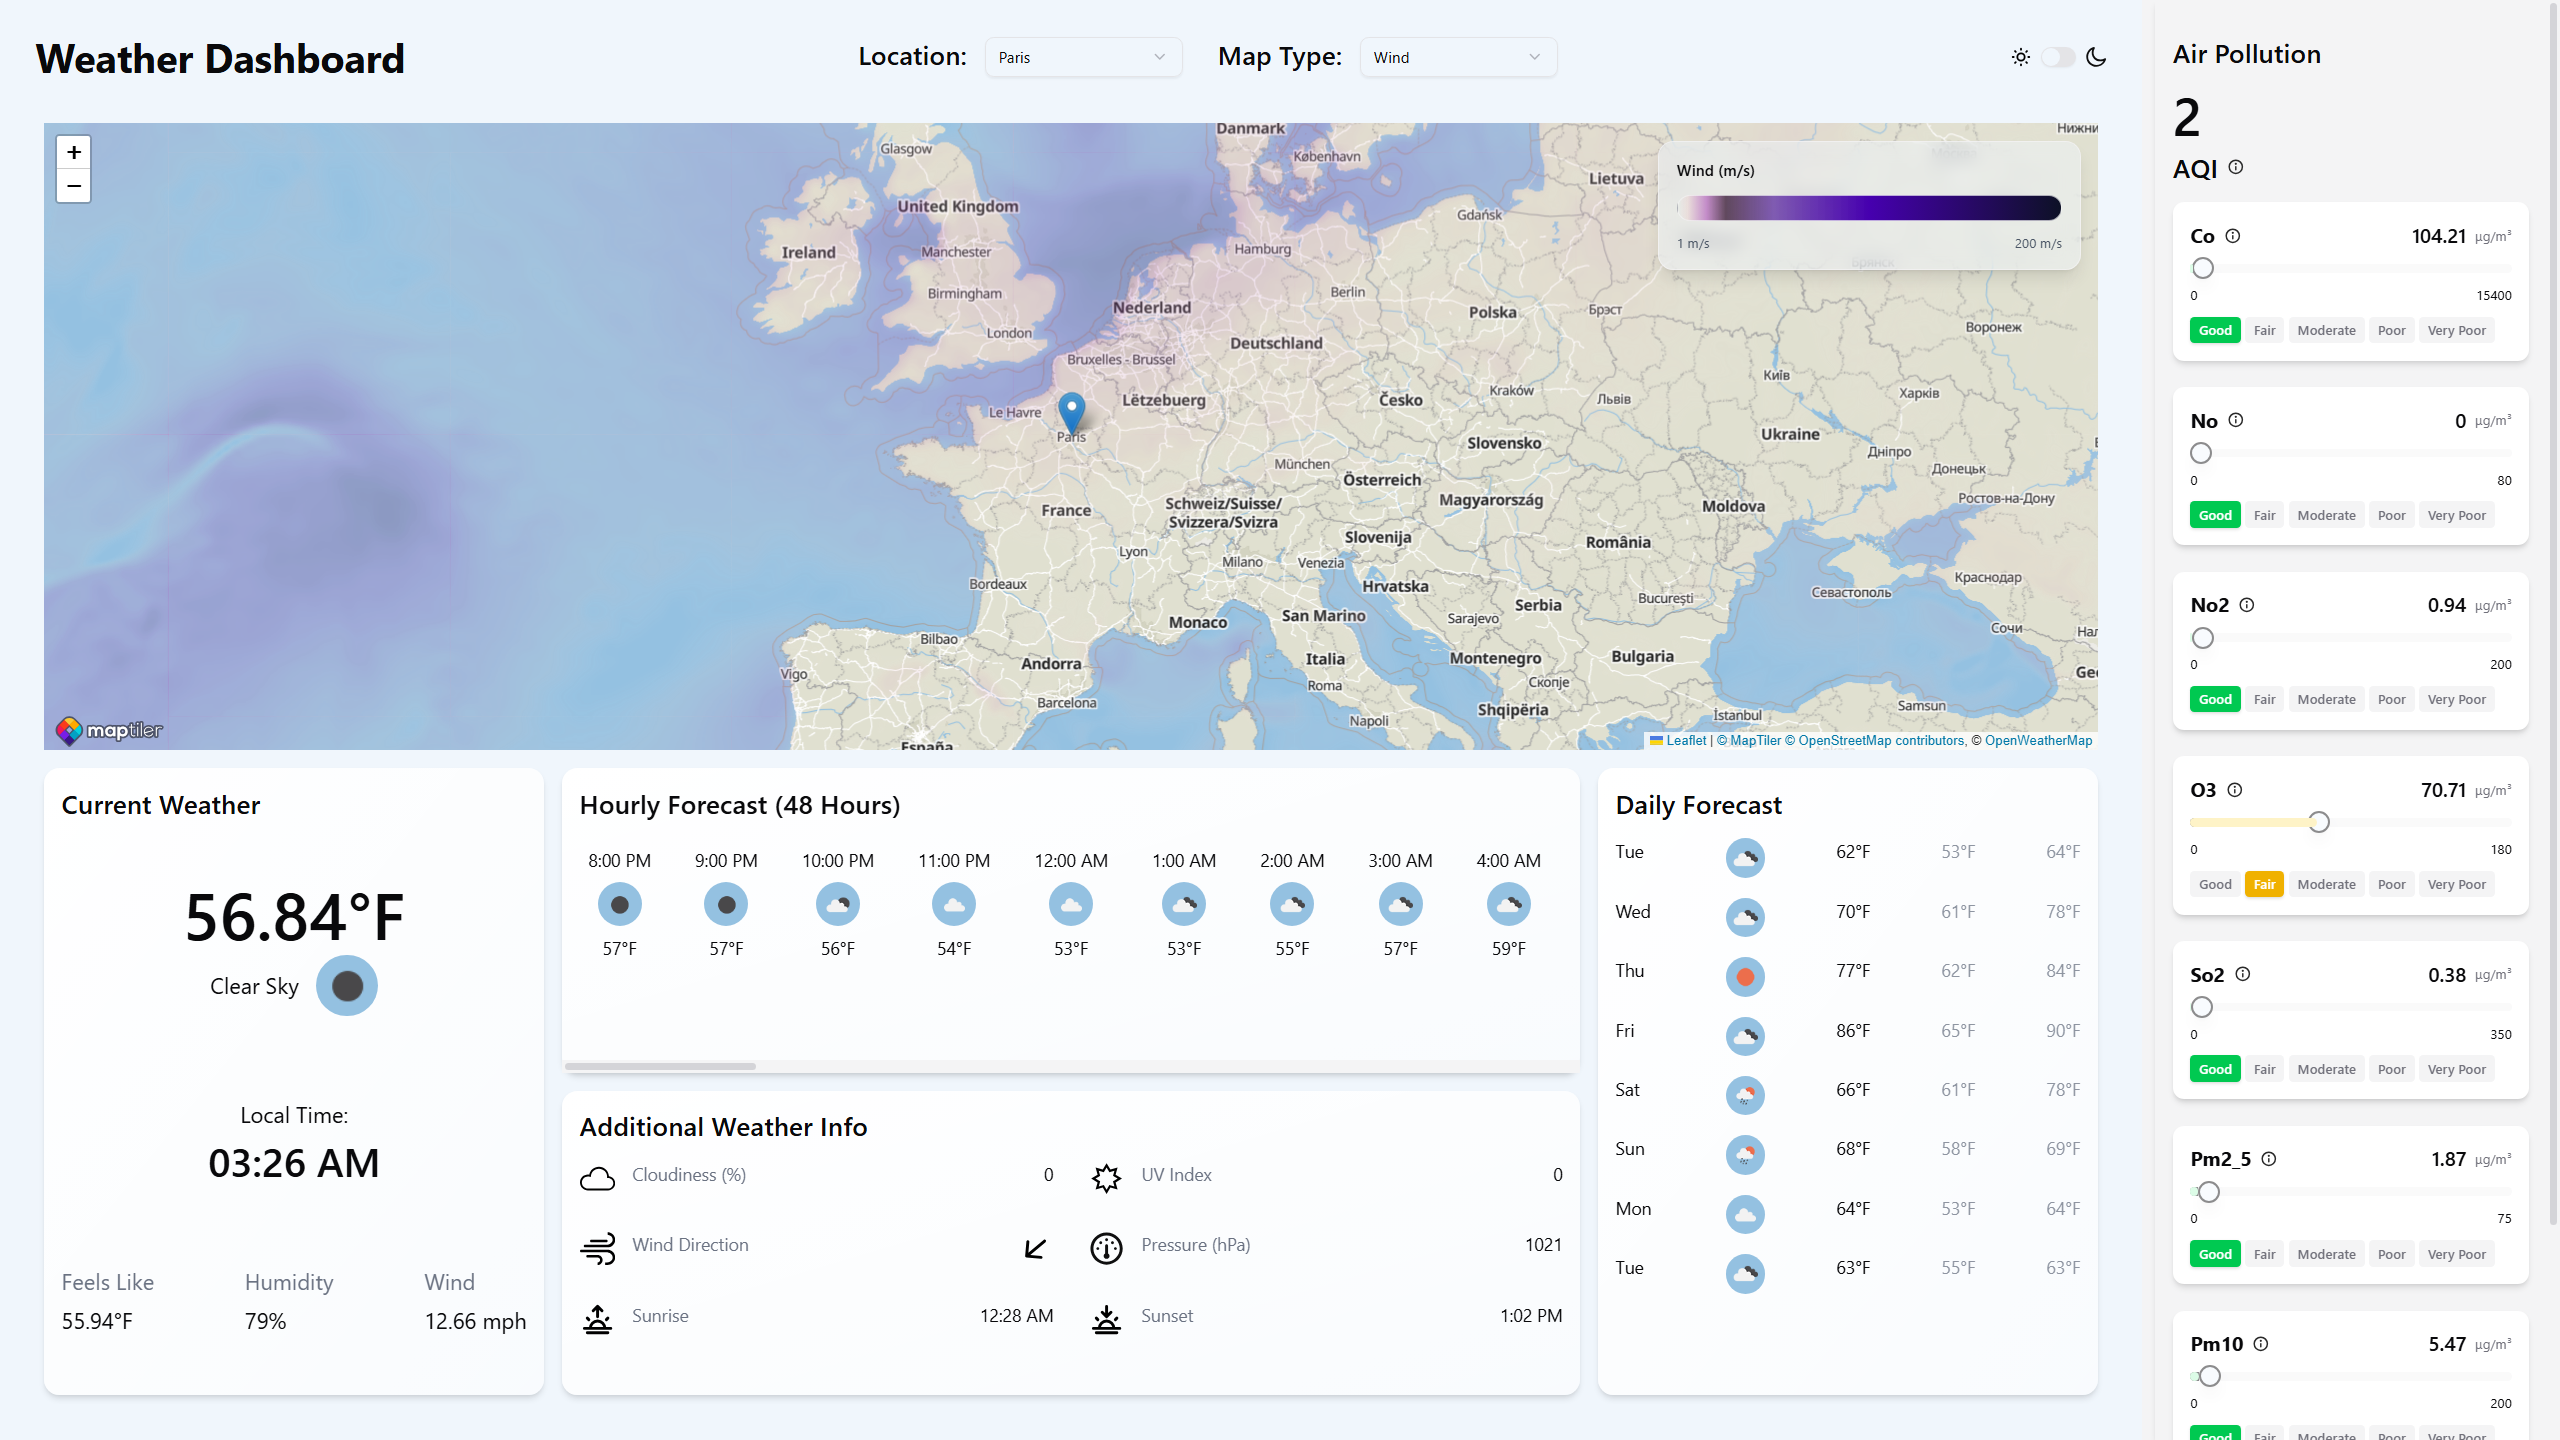 Weather Dashboard
Location:
Paris
Map Type:
Wind
+
−
Danmark
Нижни
Glasgow
København
Lietuva
United Kingdom
Gdańsk
Ireland
Manchester
Hamburg
Birmingham
Berlin
Nederland
Polska
Брэст
London
Deutschland
Воронеж
Bruxelles - Brussel
Київ
Kraków
Харків
Le Havre
Lëtzebuerg
Česko
Львів
Paris
Slovensko
Ukraine
Дніпро
München
Донецьк
Österreich
Schweiz/Suisse/
Svizzera/Svizra
Magyarország
Ростов-на-Дону
France
Moldova
Slovenija
România
Lyon
Milano
Venezia
Краснодар
Bordeaux
Hrvatska
București
Севастополь
Serbia
San Marino
Monaco
Sarajevo
Сочи
Bilbao
Andorra
Italia
Montenegro
Bulgaria
Vigo
Roma
Скопје
Barcelona
Shqipëria
Samsun
Napoli
İstanbul
España
Wind (m/s)
1 m/s
200 m/s
maptiler
Leaflet | © MapTiler © OpenStreetMap contributors, © OpenWeatherMap
Current Weather
56.84°F
Clear Sky
Local Time:
03:26 AM
Feels Like
Humidity
Wind
55.94°F
79%
12.66 mph
Hourly Forecast (48 Hours)
8:00 PM 9:00 PM 10:00 PM 11:00 PM 12:00 AM 1:00 AM 2:00 AM 3:00 AM 4:00 AM
57°F 57°F 56°F 54°F 53°F 53°F 55°F 57°F 59°F
Additional Weather Info
Cloudiness (%) 0
UV Index 0
Wind Direction
Pressure (hPa) 1021
Sunrise 12:28 AM
Sunset 1:02 PM
Daily Forecast
Tue 62°F 53°F 64°F
Wed 70°F 61°F 78°F
Thu 77°F 62°F 84°F
Fri 86°F 65°F 90°F
Sat 66°F 61°F 78°F
Sun 68°F 58°F 69°F
Mon 64°F 53°F 64°F
Tue 63°F 55°F 63°F
Air Pollution
2
AQI
Co 104.21 µg/m³
0 15400
Good Fair Moderate Poor Very Poor
No 0 µg/m³
0 80
Good Fair Moderate Poor Very Poor
No2 0.94 µg/m³
0 200
Good Fair Moderate Poor Very Poor
O3 70.71 µg/m³
0 180
Good Fair Moderate Poor Very Poor
So2 0.38 µg/m³
0 350
Good Fair Moderate Poor Very Poor
Pm2_5 1.87 µg/m³
0 75
Good Fair Moderate Poor Very Poor
Pm10 5.47 µg/m³
0 200
Good Fair Moderate Poor Very Poor